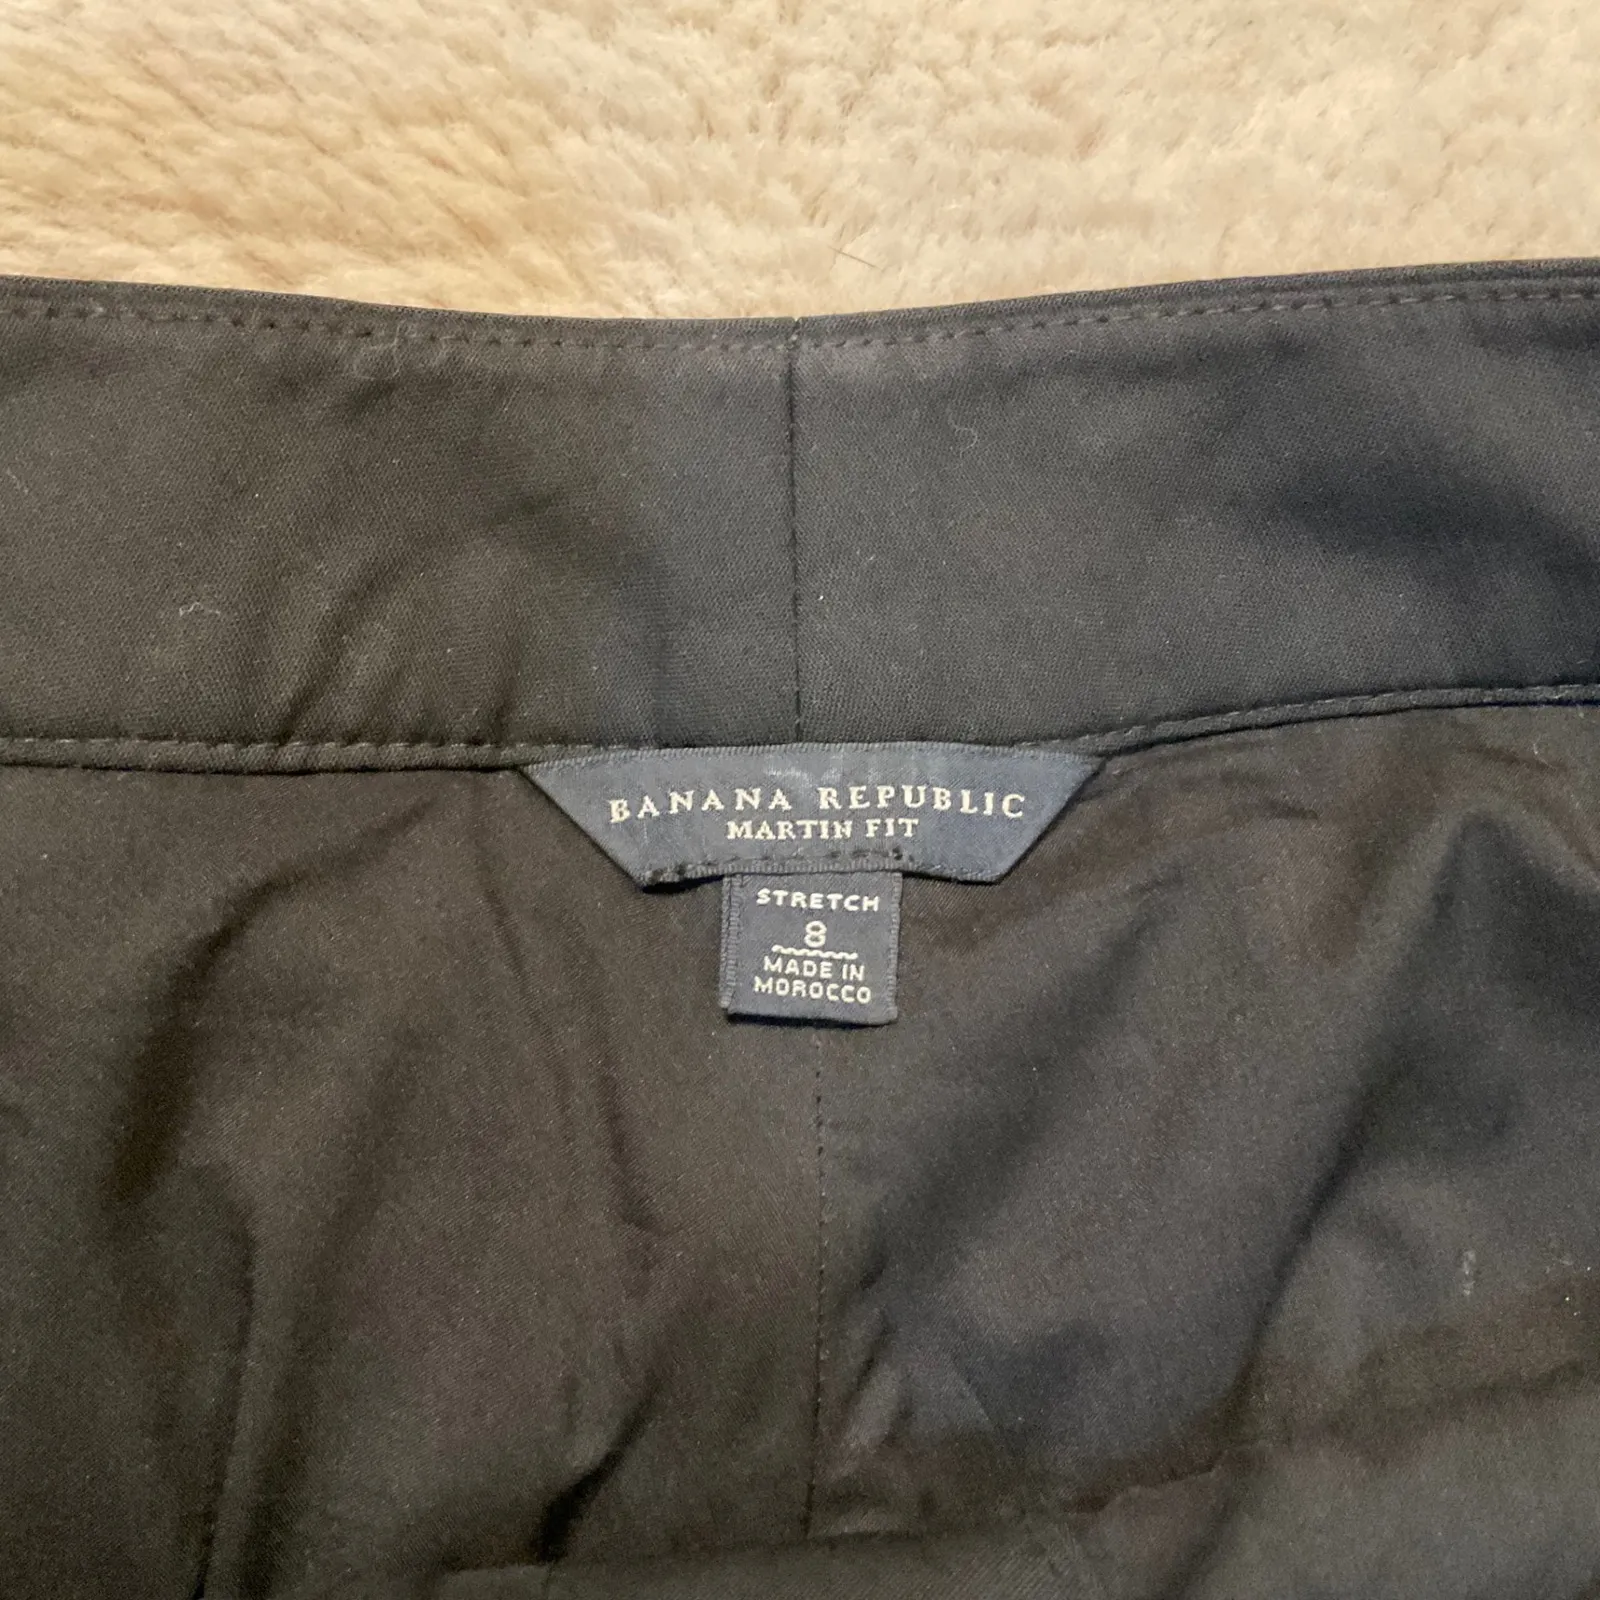 BANANA REPUBLIC
MARTIN FIT
STRETCH
8
MADE IN
MOROCCO